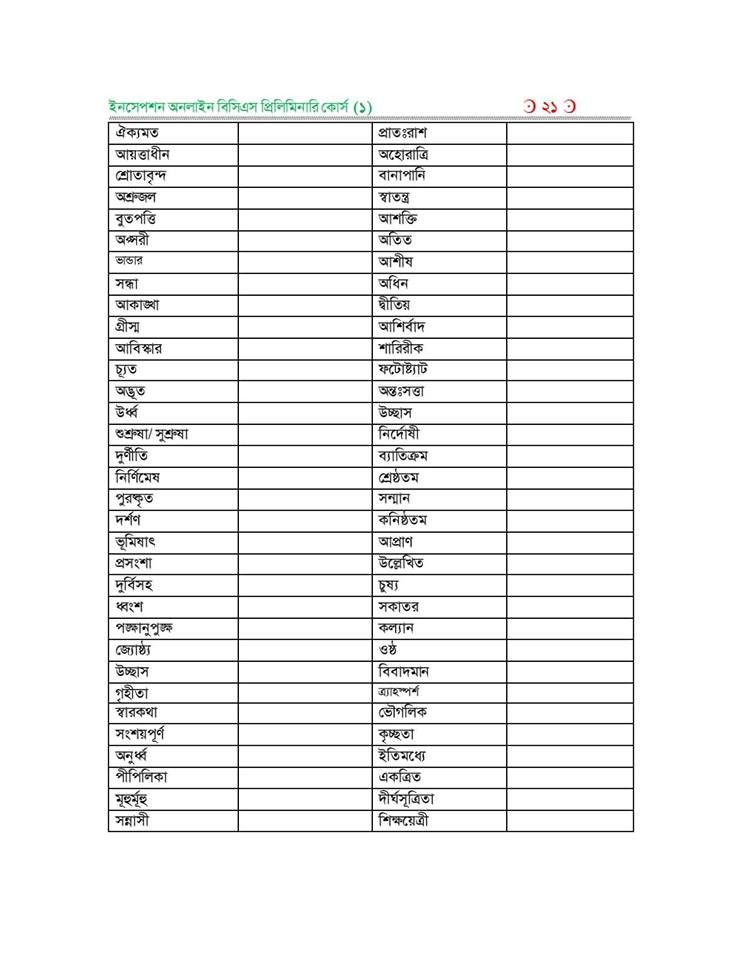 ইনসেপশন অনলাইন বিসিএস প্রিলিমিনারি কোর্স (১) ২১
ঐক্যমত প্রাতঃরাশ
আয়ত্তাধীন অহোরাত্রি
শ্রোতাবৃন্দ বানাপানি
অশ্রুজল স্বাতন্ত্র
বুতপত্তি আশক্তি
অপ্সরী অতিত
ভান্ডার আশীষ
সন্ধা অধিন
আকাঙ্খা দ্বীতিয়
গ্রীস্ম আশির্বাদ
আবিস্কার শারিরীক
চ্যূত ফটোষ্ট্যাট
অদ্ভূত অন্তঃসত্তা
উর্ধ্ব উচ্ছাস
শুশ্রুষা/ সুশ্রুষা নির্দোষী
দুর্ণীতি ব্যাতিক্রম
নির্ণিমেষ শ্রেষ্ঠতম
পুরষ্কৃত সন্মান
দর্শণ কনিষ্ঠতম
ভূমিষাৎ আপ্রাণ
প্রসংশা উল্লেখিত
দুর্বিসহ চুষ্য
ধ্বংশ সকাতর
পঙ্ক্ষানুপুঙ্ক্ষ কল্যান
জ্যোষ্ঠ্য ওষ্ঠ
উচ্ছাস বিবাদমান
গৃহীতা ত্র্যাহস্পর্শ
স্বারকথা ভৌগলিক
সংশয়পূর্ণ কৃচ্ছতা
অনুর্ধ্ব ইতিমধ্যে
পীপিলিকা একত্রিত
মূহুর্মূহু দীর্ঘসূত্রিতা
সন্নাসী শিক্ষয়েত্রী